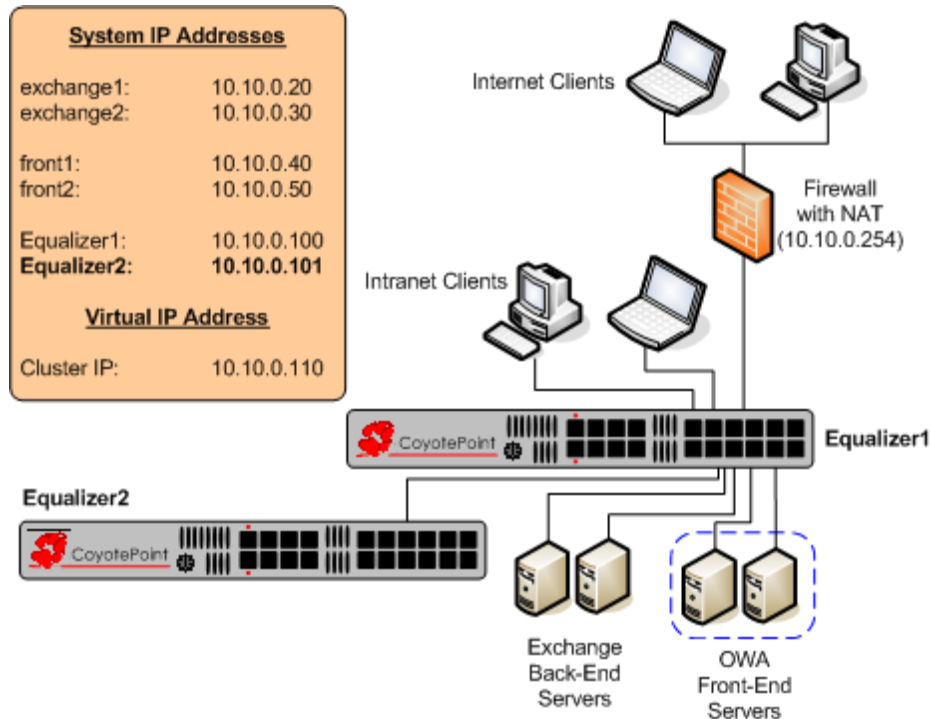 System IP Addresses
exchange1: 10.10.0.20
exchange2: 10.10.0.30
front1: 10.10.0.40
front2: 10.10.0.50
Equalizer1: 10.10.0.100
Equalizer2: 10.10.0.101
Virtual IP Address
Cluster IP: 10.10.0.110
Internet Clients
Firewall
with NAT
(10.10.0.254)
Intranet Clients
CoyotePoint
Equalizer1
Equalizer2
CoyotePoint
Exchange
Back-End
Servers
OWA
Front-End
Servers